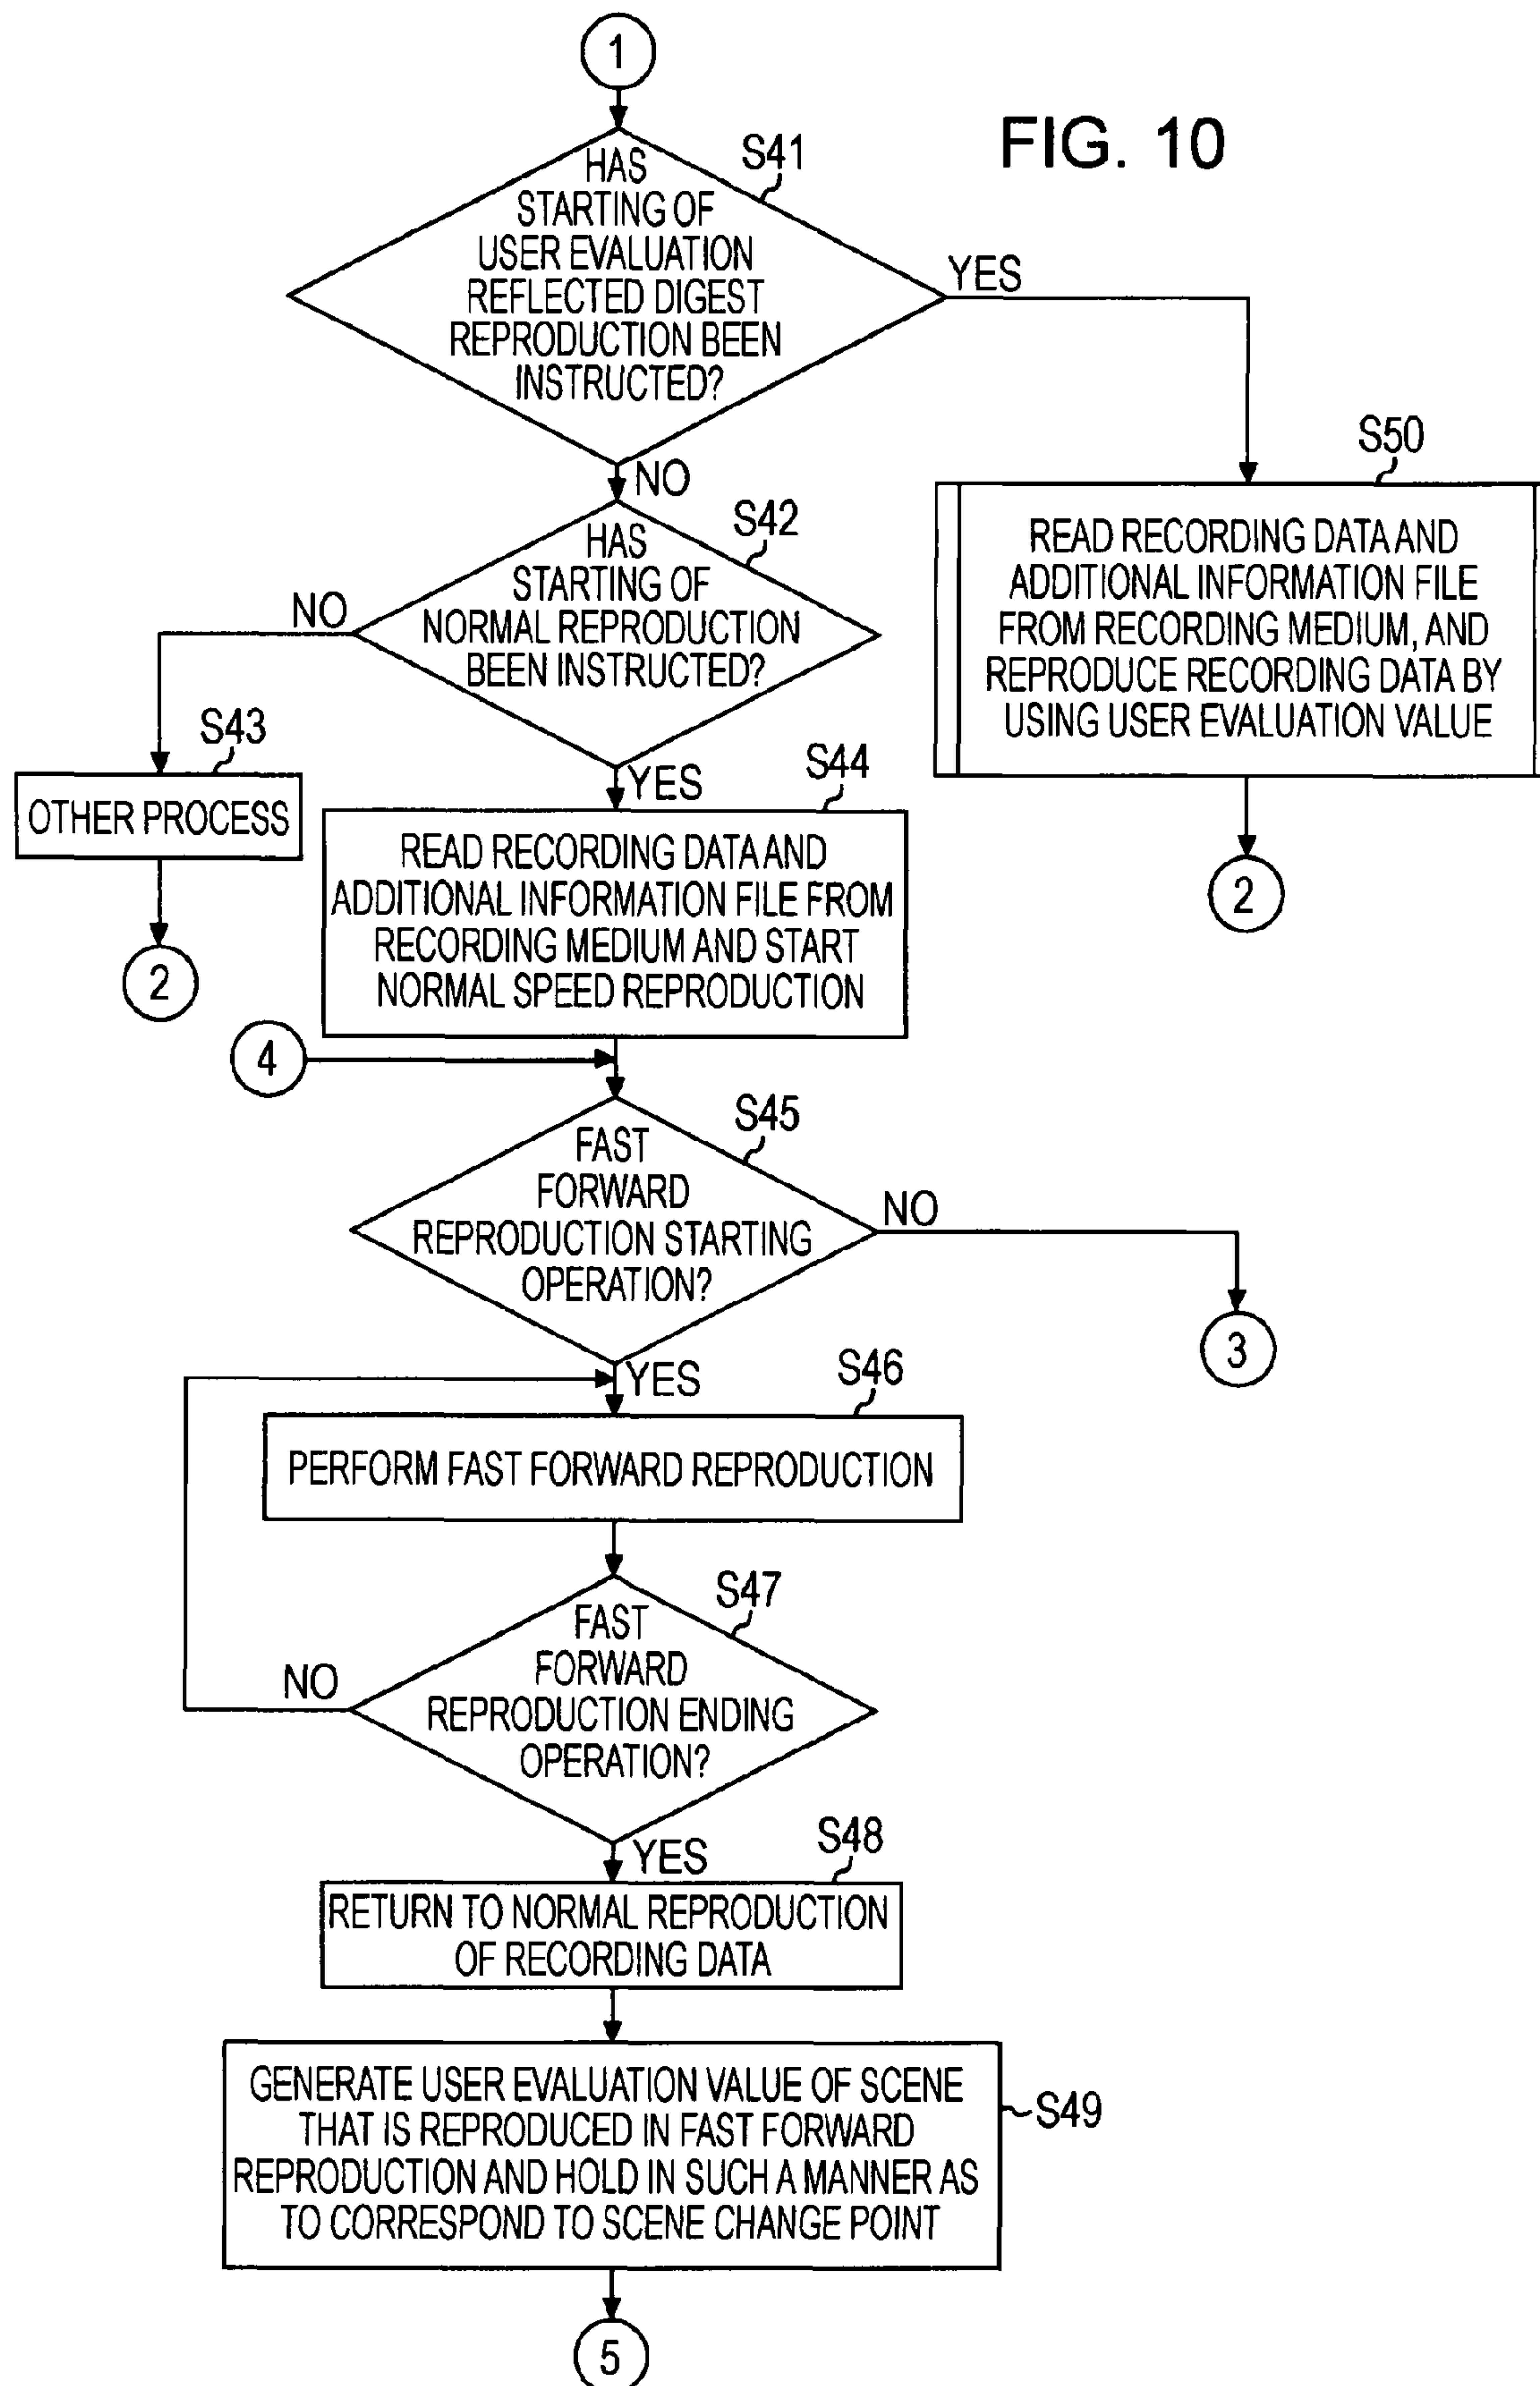 1
FIG. 10
S41
HAS
STARTING OF
USER EVALUATION
REFLECTED DIGEST
REPRODUCTION BEEN
INSTRUCTED?
YES
NO
S50
READ RECORDING DATA AND
ADDITIONAL INFORMATION FILE
FROM RECORDING MEDIUM, AND
REPRODUCE RECORDING DATA BY
USING USER EVALUATION VALUE
2
S42
HAS
STARTING OF
NORMAL REPRODUCTION
BEEN INSTRUCTED?
NO
YES
S43
OTHER PROCESS
2
S44
READ RECORDING DATA AND
ADDITIONAL INFORMATION FILE FROM
RECORDING MEDIUM AND START
NORMAL SPEED REPRODUCTION
4
S45
FAST
FORWARD
REPRODUCTION STARTING
OPERATION?
NO
3
YES
S46
PERFORM FAST FORWARD REPRODUCTION
S47
FAST
FORWARD
REPRODUCTION ENDING
OPERATION?
NO
YES
S48
RETURN TO NORMAL REPRODUCTION
OF RECORDING DATA
S49
GENERATE USER EVALUATION VALUE OF SCENE
THAT IS REPRODUCED IN FAST FORWARD
REPRODUCTION AND HOLD IN SUCH A MANNER AS
TO CORRESPOND TO SCENE CHANGE POINT
5